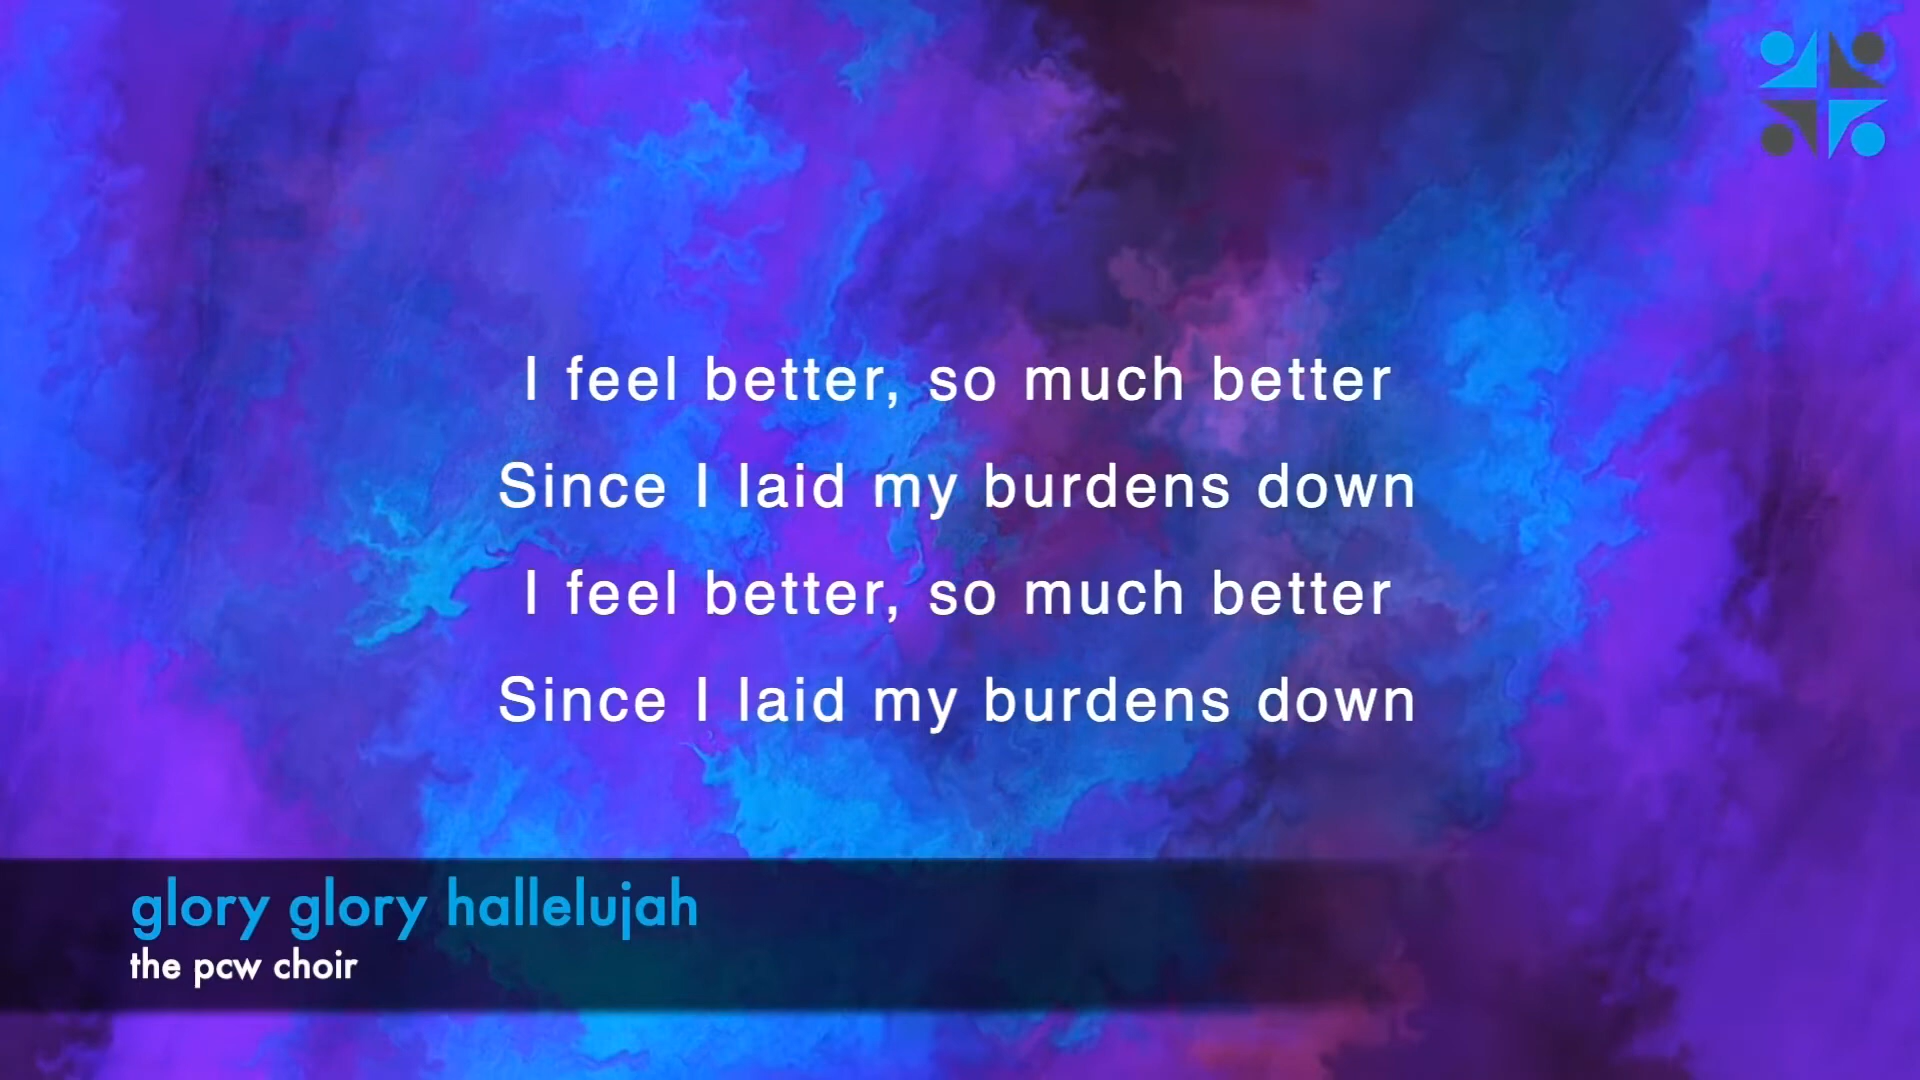 I feel better, so much better
Since I laid my burdens down
I feel better, so much better
Since I laid my burdens down
glory glory hallelujah
the pcw choir